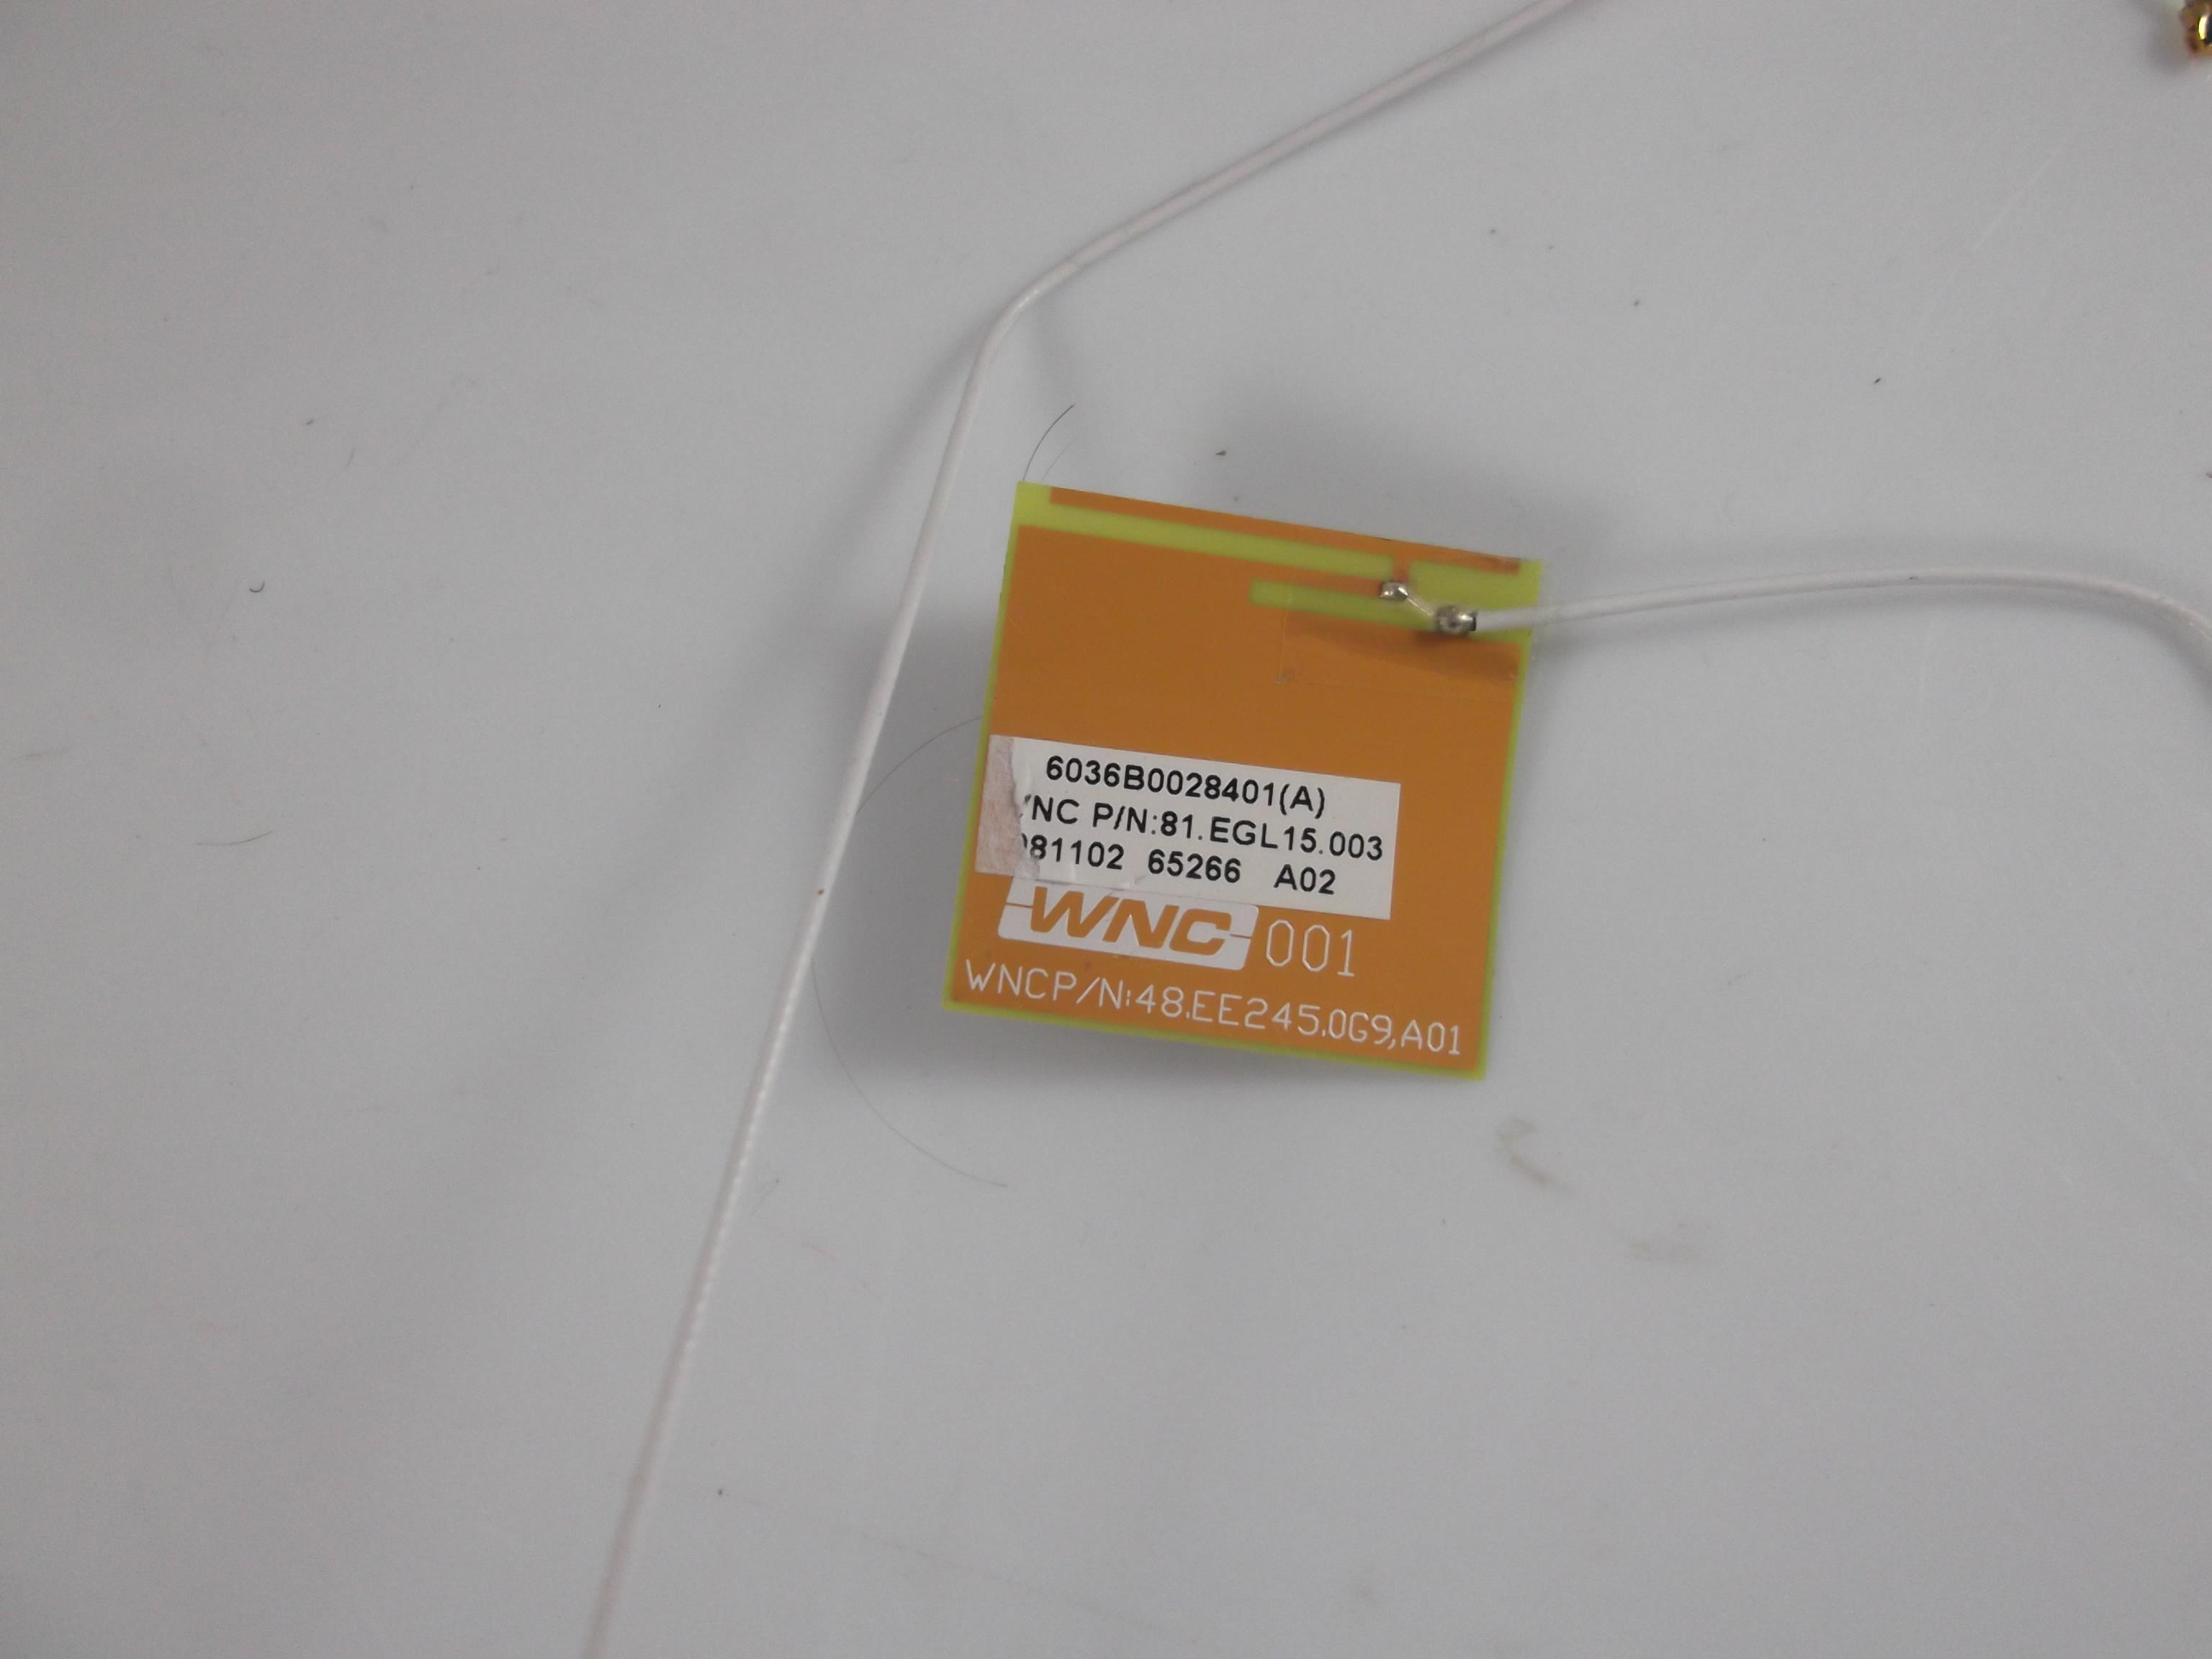 6036B0028401(A)
NC P/N:81.EGL15.003
81102 65266 A02
WNC 001
WNCP/N:48.EE245.0G9,A01